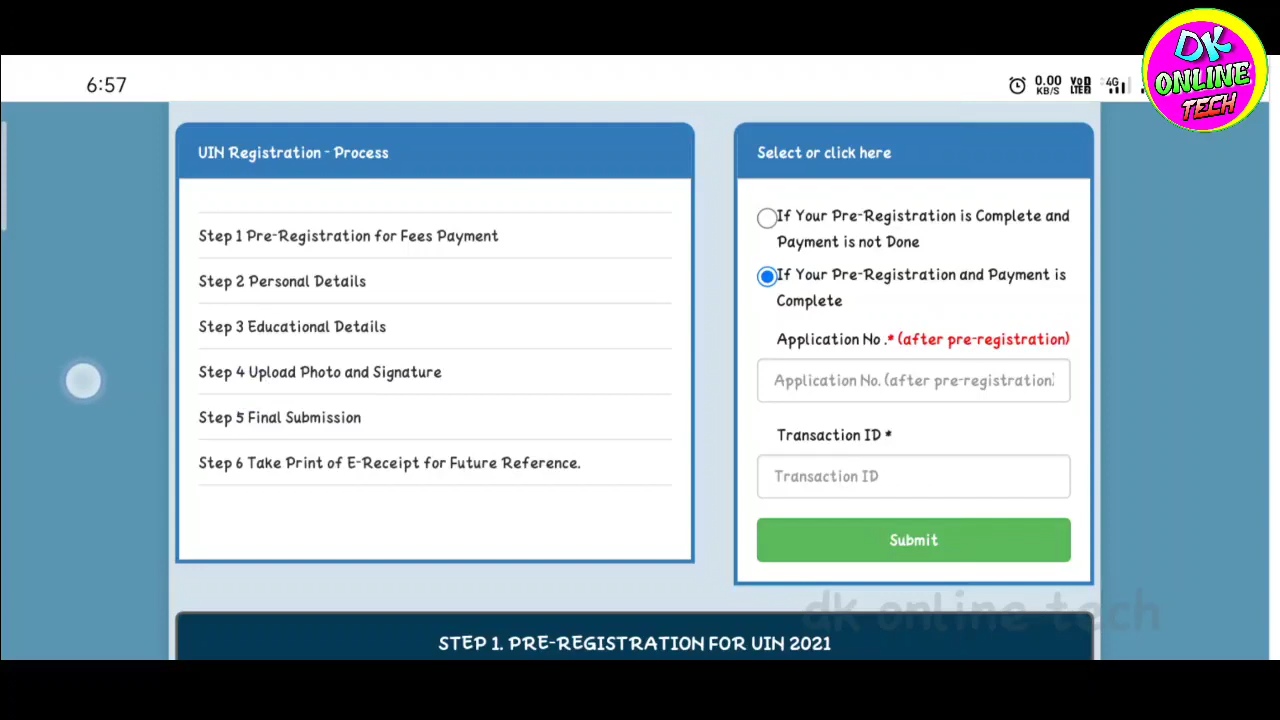 6:57
0.00
KB/S
VoD
LTE2
4G
DK
ONLINE
TECH
UIN Registration - Process
Step 1 Pre-Registration for Fees Payment
Step 2 Personal Details
Step 3 Educational Details
Step 4 Upload Photo and Signature
Step 5 Final Submission
Step 6 Take Print of E-Receipt for Future Reference.
Select or click here
If Your Pre-Registration is Complete and
Payment is not Done
If Your Pre-Registration and Payment is
Complete
Application No .* (after pre-registration)
Application No. (after pre-registration)
Transaction ID *
Transaction ID
Submit
dk online tech
STEP 1. PRE-REGISTRATION FOR UIN 2021